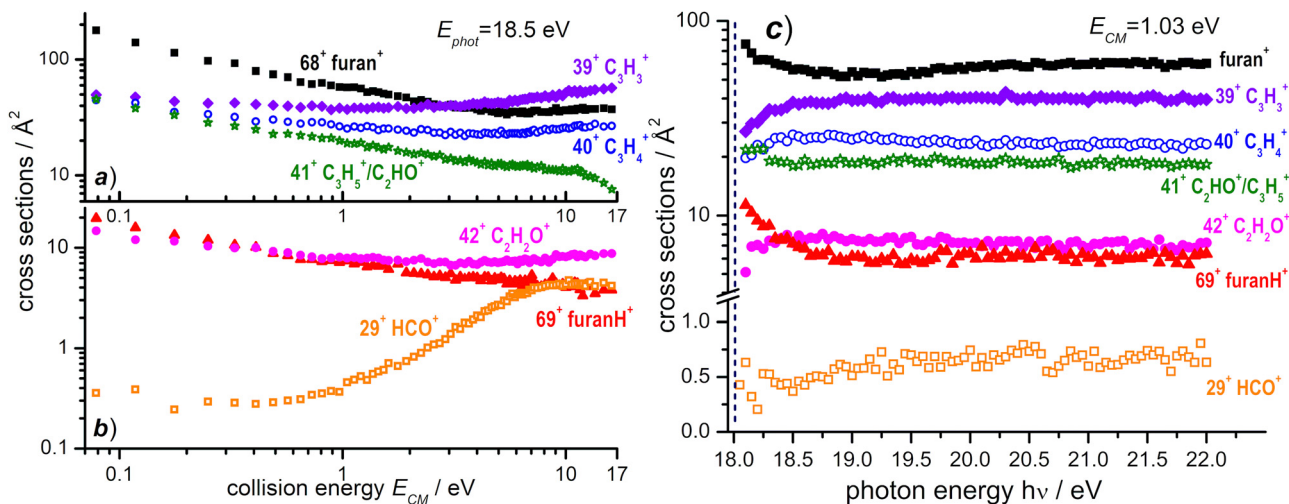 a)
E_phot=18.5 eV
68⁺ furan⁺
39⁺ C₃H₃⁺
40⁺ C₃H₄⁺
41⁺ C₃H₅⁺/C₂HO⁺
100
10
0.1
1
10
17
cross sections / Å²
b)
42⁺ C₂H₂O⁺
29⁺ HCO⁺
69⁺ furanH⁺
10
1
0.1
0.1
1
10
17
collision energy E_CM / eV
c)
E_CM=1.03 eV
furan⁺
39⁺ C₃H₃⁺
40⁺ C₃H₄⁺
41⁺ C₂HO⁺/C₃H₅⁺
42⁺ C₂H₂O⁺
69⁺ furanH⁺
29⁺ HCO⁺
100
10
1.0
0.5
0.0
cross sections / Å²
18.0 18.5 19.0 19.5 20.0 20.5 21.0 21.5 22.0
photon energy hν / eV